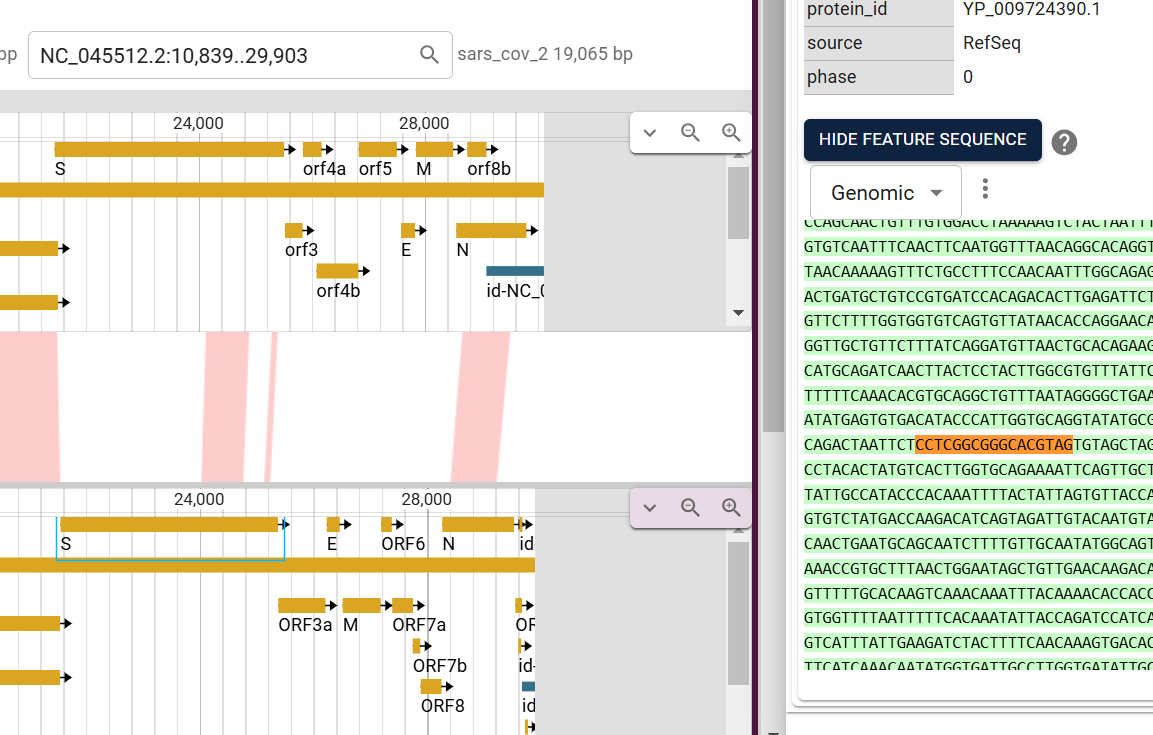 bp NC_045512.2:10,839..29,903 sars_cov_2 19,065 bp
24,000 28,000
S orf4a orf5 M orf8b
orf3 E N
orf4b id-NC_0
24,000 28,000
S E ORF6 N id-
ORF3a M ORF7a OR
ORF7b id-
ORF8 id
protein_id YP_009724390.1
source RefSeq
phase 0
HIDE FEATURE SEQUENCE ?
Genomic
CCAGCAACTGTTTGTGGACCTAAAAAGTCTACTAATTT
GTGTCAATTTCAACTTCAATGGTTTAACAGGCACAGGT
TAACAAAAAGTTTCTGCCTTTCCAACAATTTGGCAGAG
ACTGATGCTGTCCGTGATCCACAGACACTTGAGATTCT
GTTCTTTTGGTGGTGTCAGTGTTATAACACCAGGAACA
GGTTGCTGTTCTTTATCAGGATGTTAACTGCACAGAAG
CATGCAGATCAACTTACTCCTACTTGGCGTGTTTATTC
TTTTTCAAACACGTGCAGGCTGTTTAATAGGGGCTGAA
ATATGAGTGTGACATACCCATTGGTGCAGGTATATGCG
CAGACTAATTCTCCTCGGCGGGCACGTAGTGTAGCTAG
CCTACACTATGTCACTTGGTGCAGAAAATTCAGTTGCT
TATTGCCATACCCACAAATTTTACTATTAGTGTTACCA
GTGTCTATGACCAAGACATCAGTAGATTGTACAATGTA
CAACTGAATGCAGCAATCTTTTGTTGCAATATGGCAGT
AAACCGTGCTTTAACTGGAATAGCTGTTGAACAAGACA
GTTTTTGCACAAGTCAAACAAATTTACAAAACACCACC
GTGGTTTTAATTTTTCACAAATATTACCAGATCCATCA
GTCATTTATTGAAGATCTACTTTTCAACAAAGTGACAC
TTCATCAAACAATATGGTGATTGCCTTGGTGATATTGC